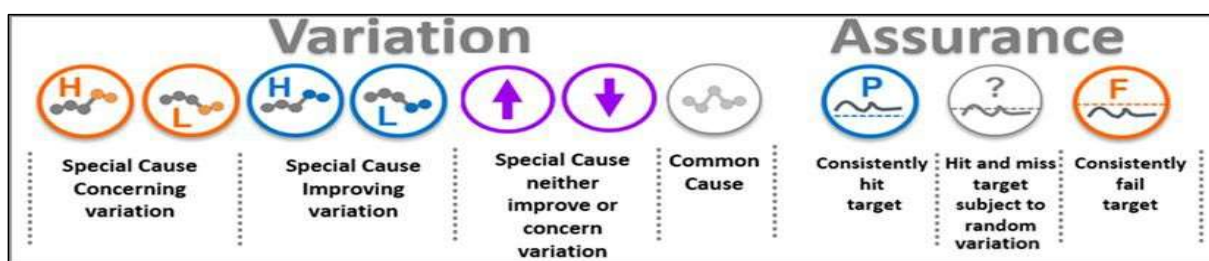 Variation
Assurance
H
L
H
L
P
?
F
Special Cause
Concerning
variation
Special Cause
Improving
variation
Special Cause
neither
improve or
concern
variation
Common
Cause
Consistently
hit
target
Hit and miss
target
subject to
random
variation
Consistently
fail
target